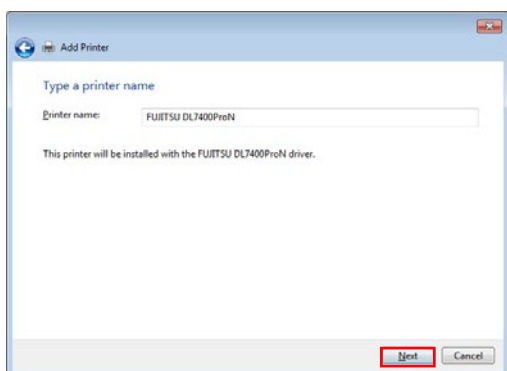 Add Printer
Type a printer name
Printer name: FUJITSU DL7400ProN
This printer will be installed with the FUJITSU DL7400ProN driver.
Next Cancel